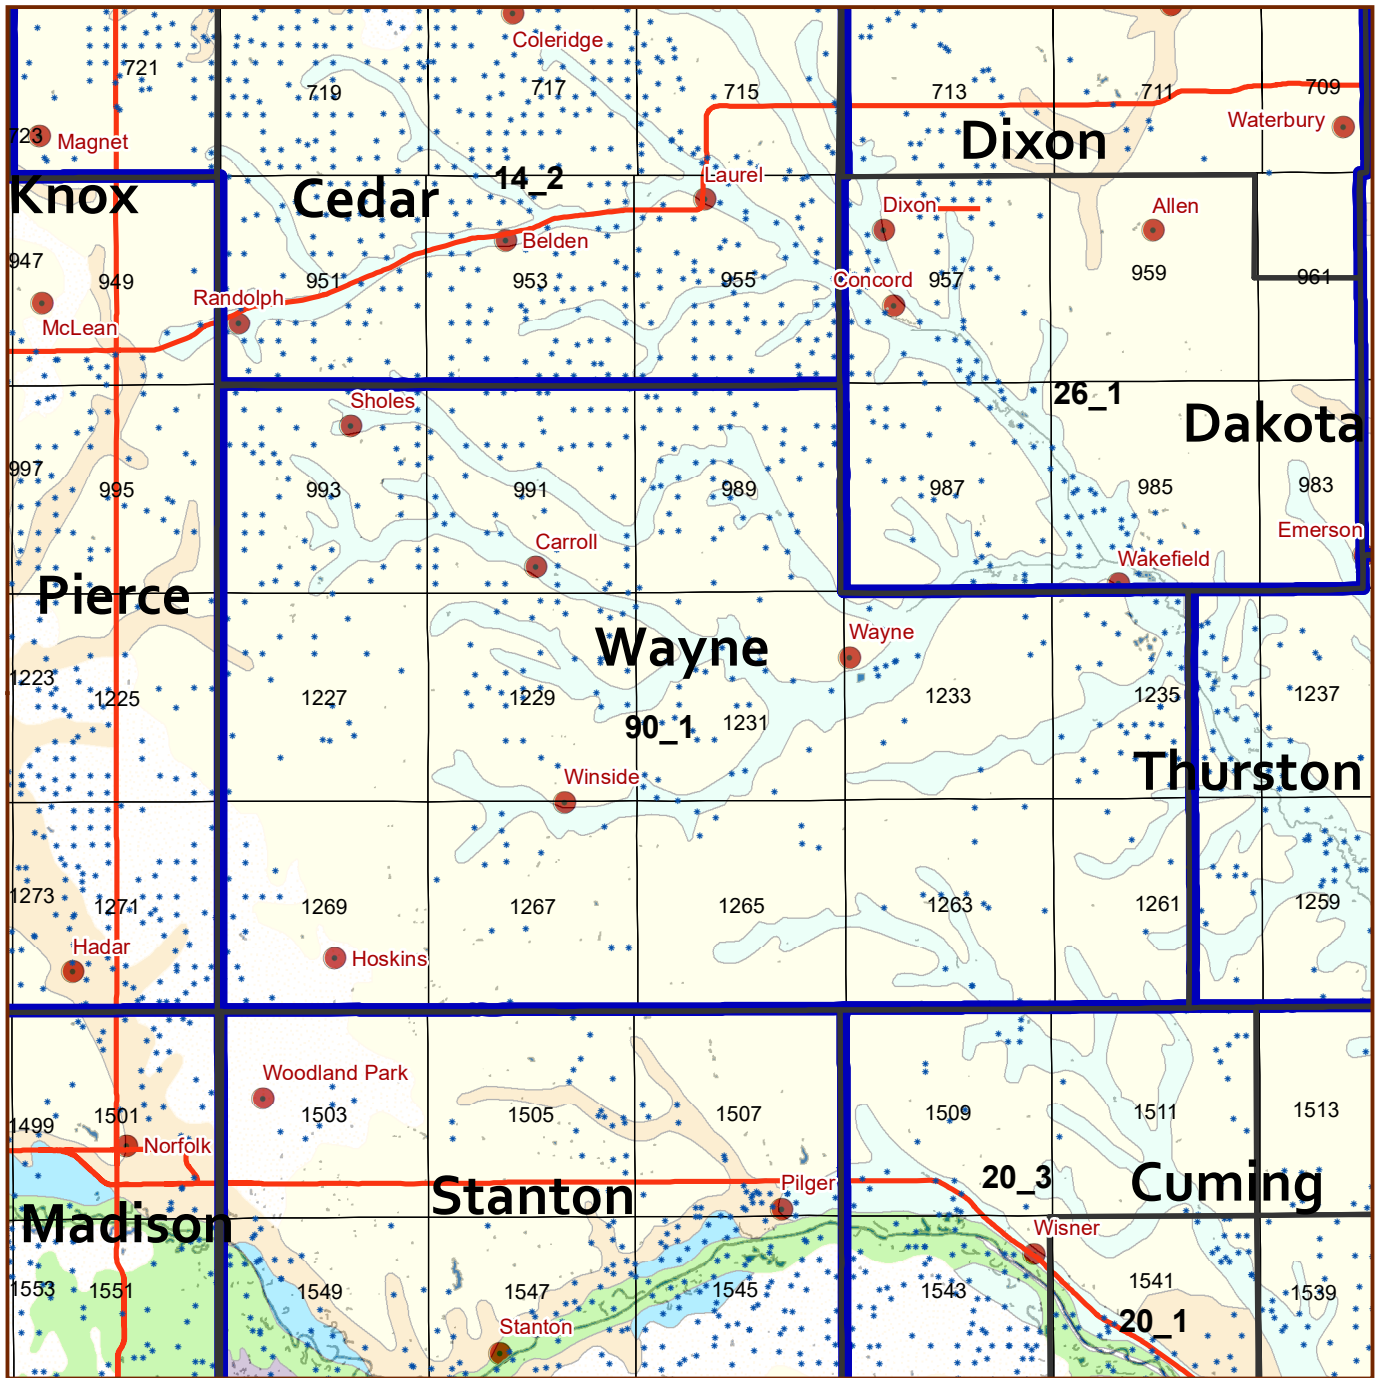 Coleridge
721
719
717
715
713
711
709
Waterbury
723
Magnet
Dixon
Knox
Cedar
14_2
Laurel
Dixon
Allen
Belden
947
949
951
953
955
Concord
957
959
961
Randolph
McLean
Sholes
26_1
Dakota
997
995
993
991
989
987
985
983
Emerson
Carroll
Wakefield
Pierce
Wayne
Wayne
1223
1225
1227
1229
90_1
1231
1233
1235
1237
Winside
Thurston
1273
1271
1269
1267
1265
1263
1261
1259
Hadar
Hoskins
Woodland Park
1499
1501
1503
1505
1507
1509
1511
1513
Norfolk
Stanton
Pilger
20_3
Cuming
Madison
Wisner
1553
1551
1549
1547
1545
1543
1541
1539
Stanton
20_1